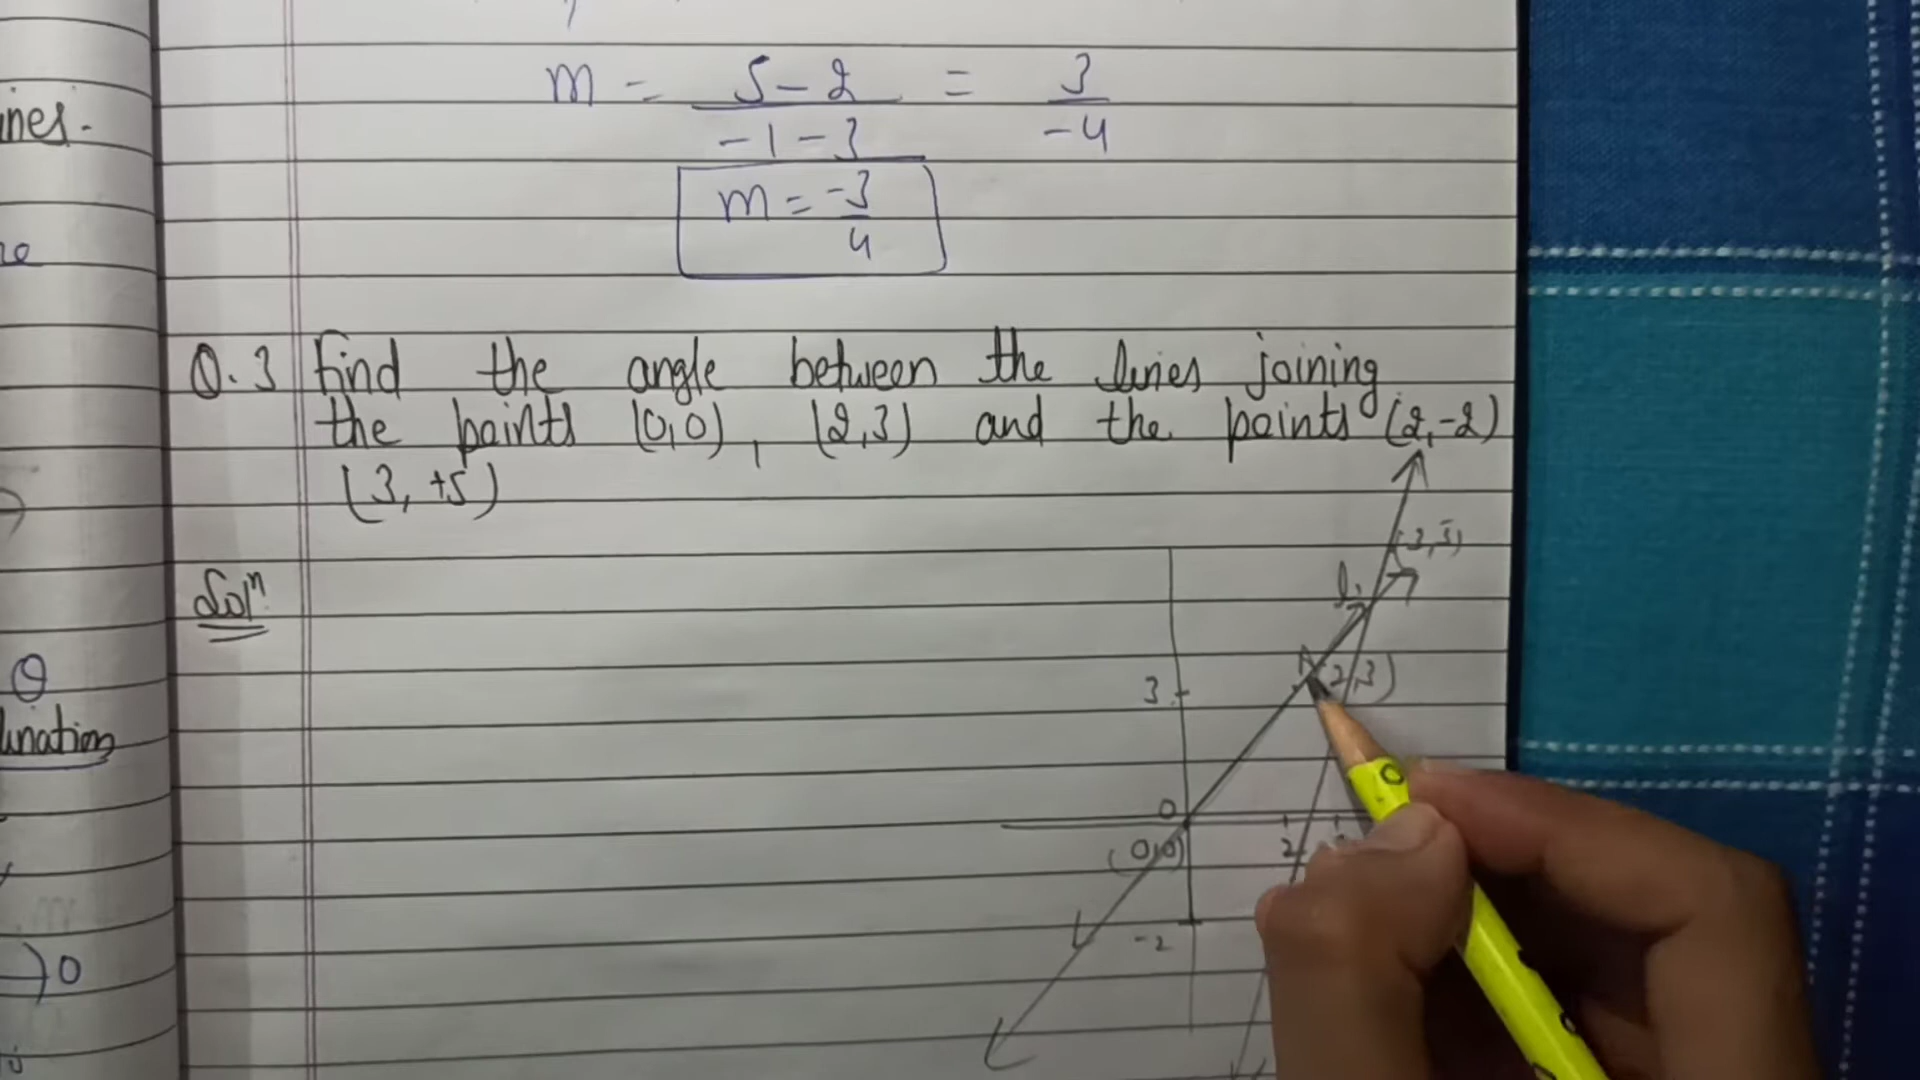 ines.
m = 5-2 / -1-3 = 3 / -4
m = -3 / 4
Q.3 find the angle between the lines joining
the points (0,0), (2,3) and the points (2,-2)
(3,+5)
Solⁿ
θ
lination
→0
A(2,3)
3
0
(0,0)
2
-2